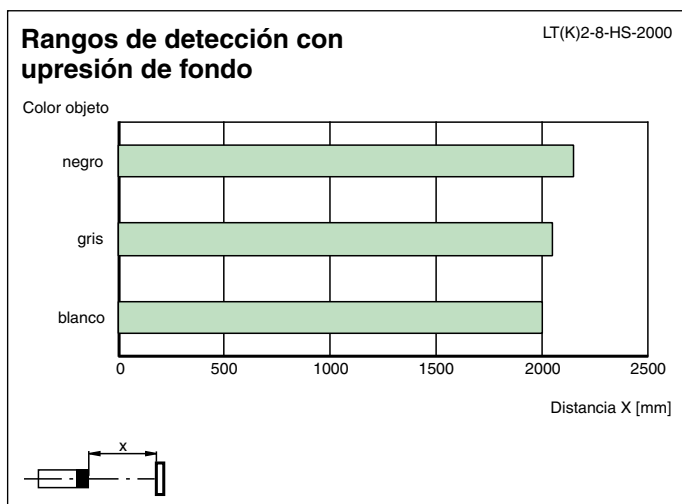 Rangos de detección con
upresión de fondo
LT(K)2-8-HS-2000
Color objeto
negro
gris
blanco
0 500 1000 1500 2000 2500
Distancia X [mm]
x